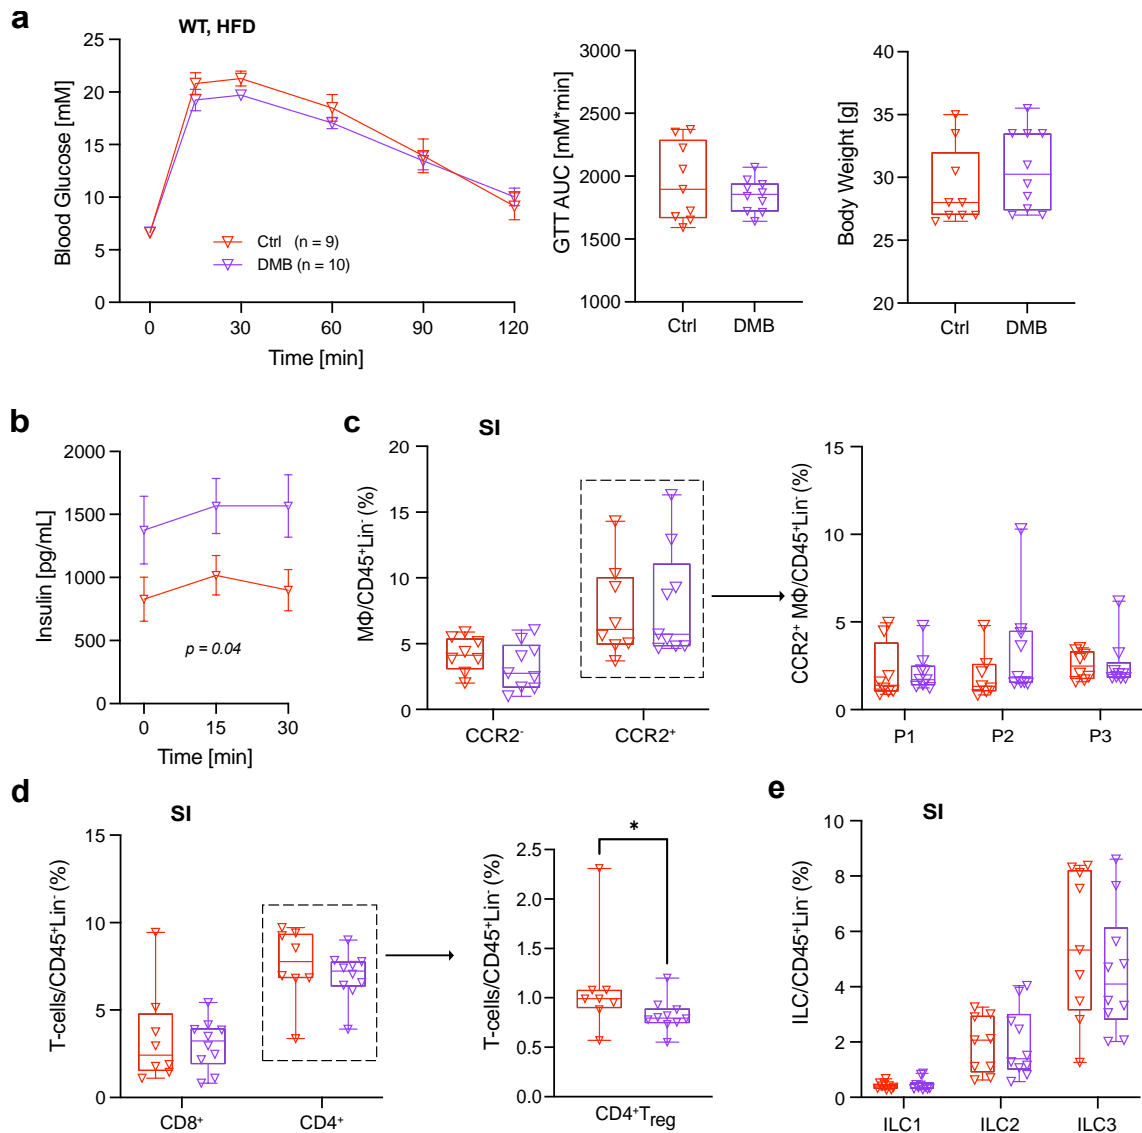 a
WT, HFD
Blood Glucose [mM]
25
20
15
10
5
0
0 30 60 90 120
Time [min]
Ctrl (n = 9)
DMB (n = 10)
GTT AUC [mM*min]
3000
2500
2000
1500
1000
Ctrl DMB
Body Weight [g]
40
35
30
25
20
Ctrl DMB
b
Insulin [pg/mL]
2000
1500
1000
500
0
p = 0.04
0 15 30
Time [min]
c
SI
MΦ/CD45⁺Lin⁻ (%)
20
15
10
5
0
CCR2⁻ CCR2⁺
CCR2⁺ MΦ/CD45⁺Lin⁻ (%)
15
10
5
0
P1 P2 P3
d
SI
T-cells/CD45⁺Lin⁻ (%)
15
10
5
0
CD8⁺ CD4⁺
T-cells/CD45⁺Lin⁻ (%)
2.5
2.0
1.5
1.0
0.5
0.0
*
CD4⁺Treg
e
SI
ILC/CD45⁺Lin⁻ (%)
10
8
6
4
2
0
ILC1 ILC2 ILC3